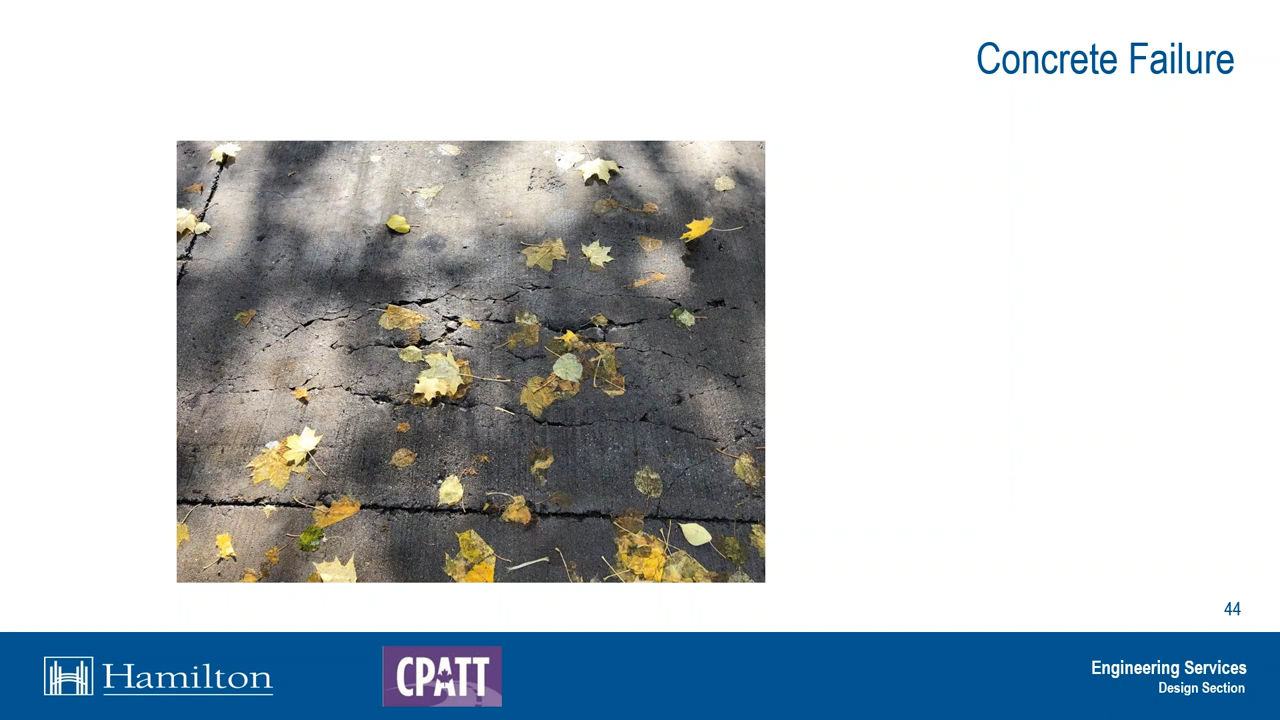 Concrete Failure
44
Hamilton
CPATT
Engineering Services
Design Section